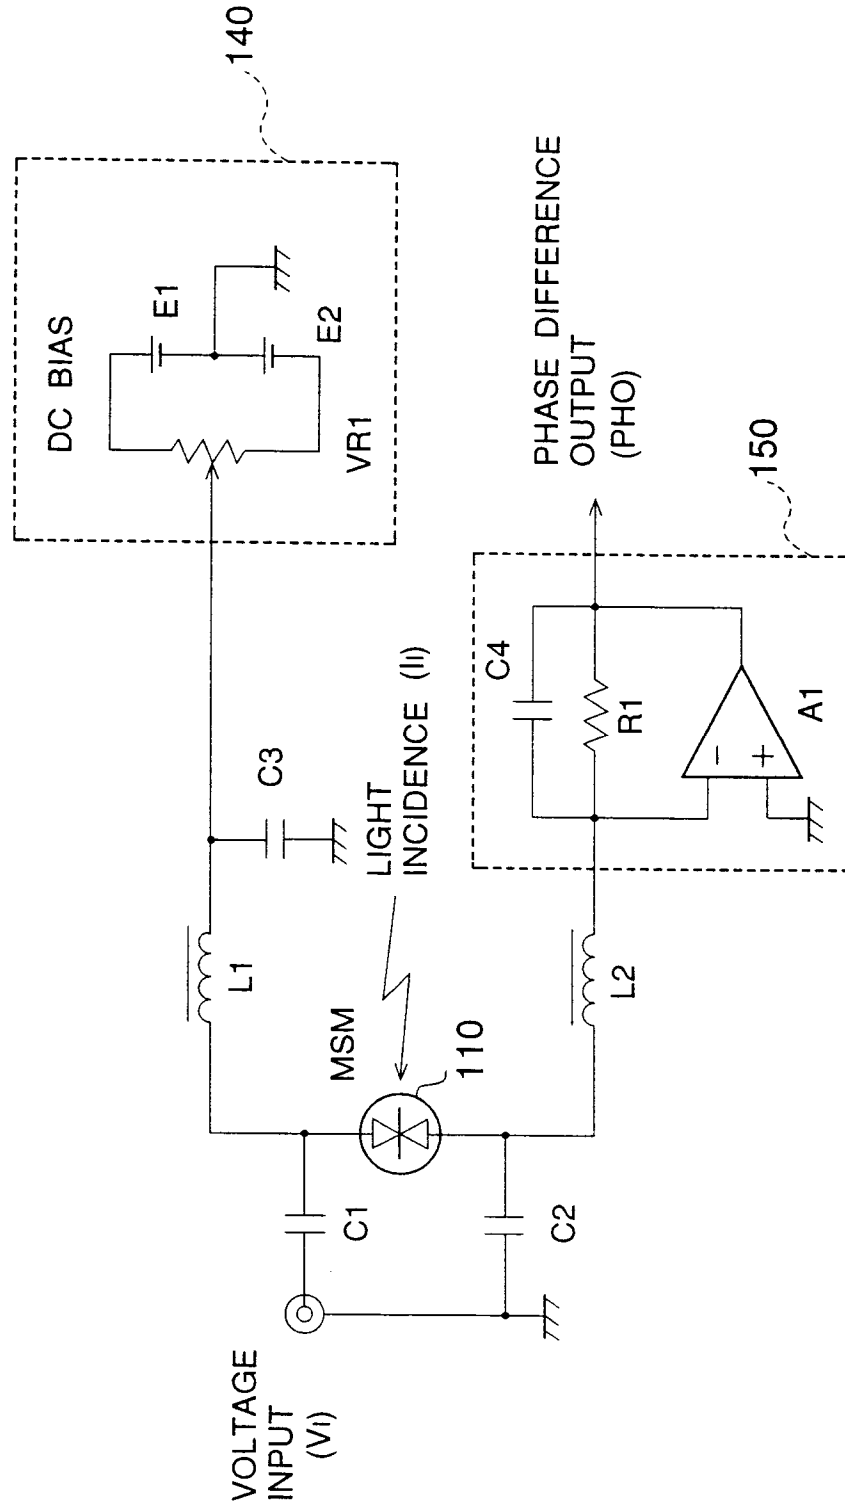 140
DC BIAS
E1
E2
VR1
PHASE DIFFERENCE
OUTPUT
(PHO)
150
C3
LIGHT
INCIDENCE (II)
C4
R1
A1
−
+
L1
L2
MSM
110
C1
C2
VOLTAGE
INPUT
(VI)